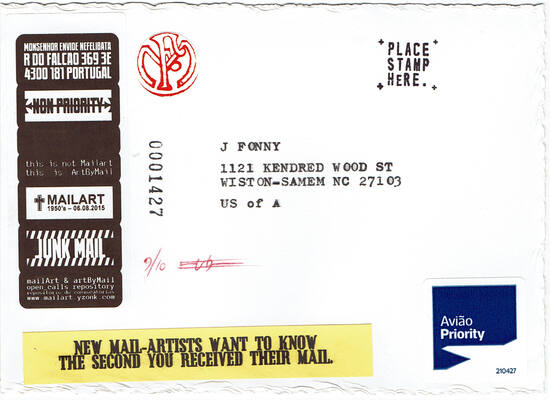 MONSENHOR ENVIDE NEFELIBATA
R DO FALCAO 369 3E
4300 181 PORTUGAL
NON-PRIORITY
this is not Mailart
this is ArtByMail
MAILART
1950's – 06.08.2015
JUNK MAIL
mailArt & artByMail
open calls repository
repositorio de convocatorias
www.mailart.yzonk.com
PLACE
STAMP
HERE.
0001427
J FONNY
1121 KENDRED WOOD ST
WISTON-SAMEM NC 27103
US of A
9/10
NEW MAIL-ARTISTS WANT TO KNOW
THE SECOND YOU RECEIVED THEIR MAIL.
Avião
Priority
210427